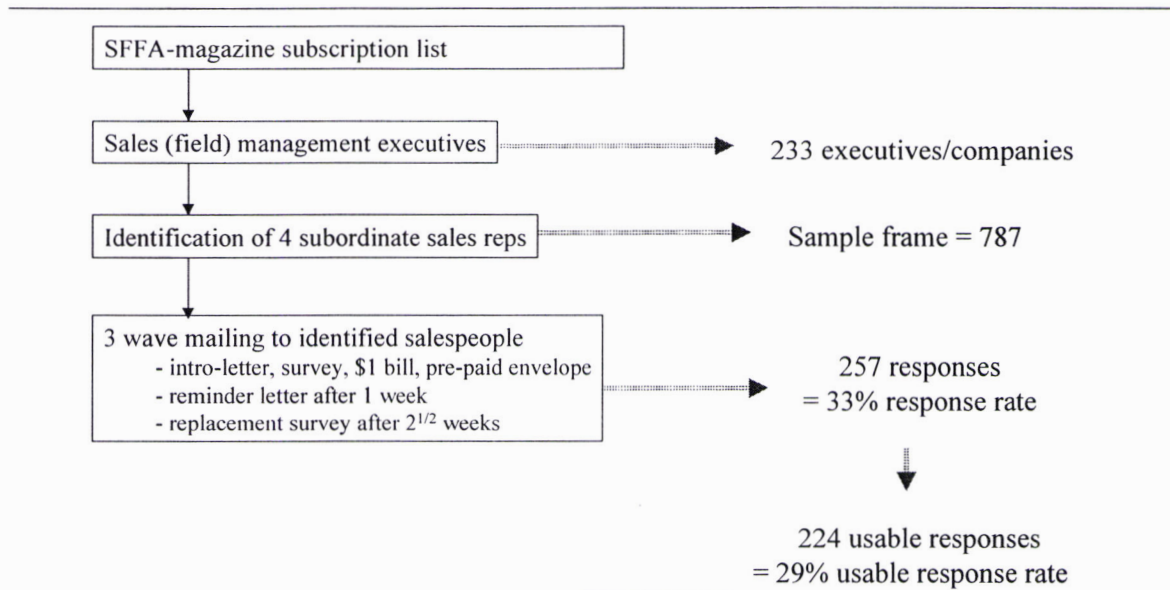 SFFA-magazine subscription list
Sales (field) management executives
233 executives/companies
Identification of 4 subordinate sales reps
Sample frame = 787
3 wave mailing to identified salespeople
- intro-letter, survey, $1 bill, pre-paid envelope
- reminder letter after 1 week
- replacement survey after 2^1/2 weeks
257 responses
= 33% response rate
224 usable responses
= 29% usable response rate